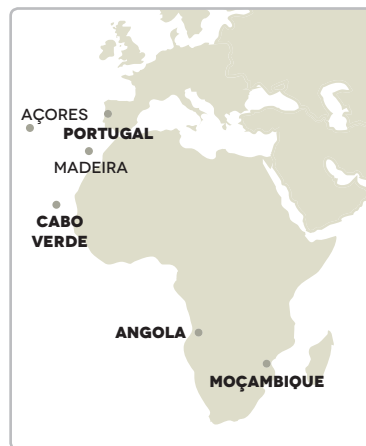 AÇORES
PORTUGAL
MADEIRA
CABO
VERDE
ANGOLA
MOÇAMBIQUE